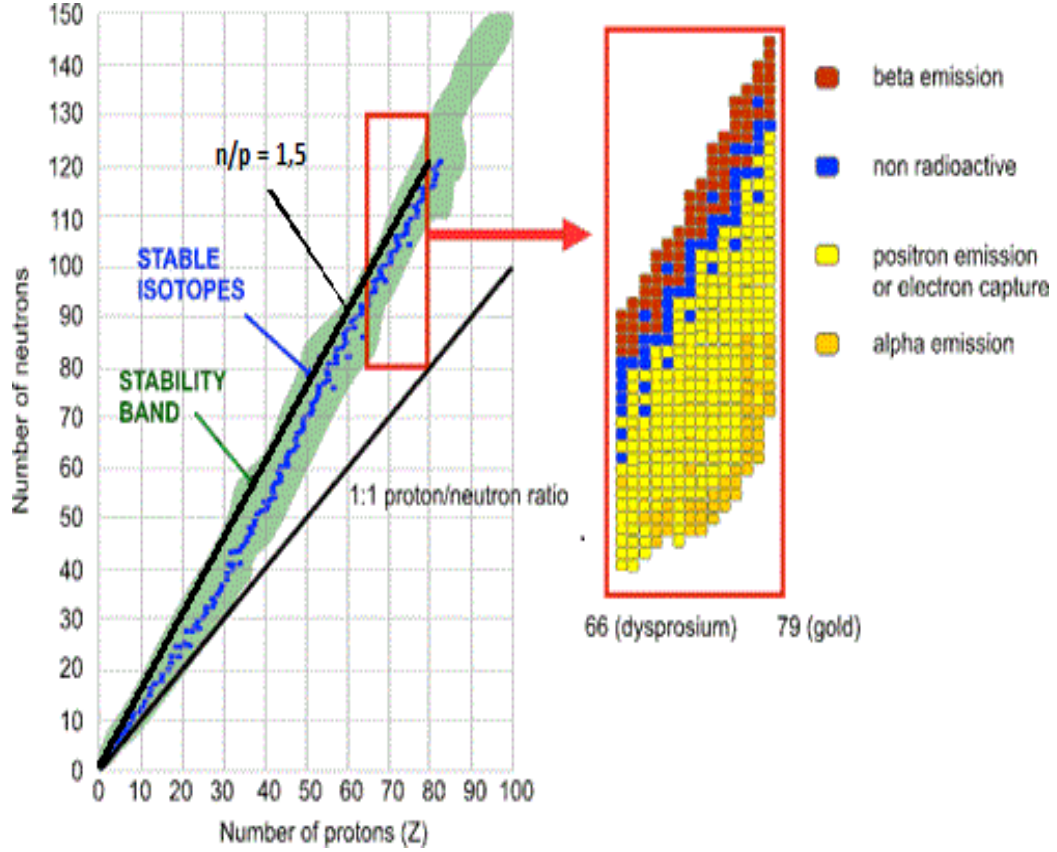 150
140
130
120
110
100
90
80
70
60
50
40
30
20
10
0
Number of neutrons
n/p = 1,5
STABLE
ISOTOPES
STABILITY
BAND
1:1 proton/neutron ratio
0 10 20 30 40 50 60 70 80 90 100
Number of protons (Z)
66 (dysprosium) 79 (gold)
beta emission
non radioactive
positron emission
or electron capture
alpha emission